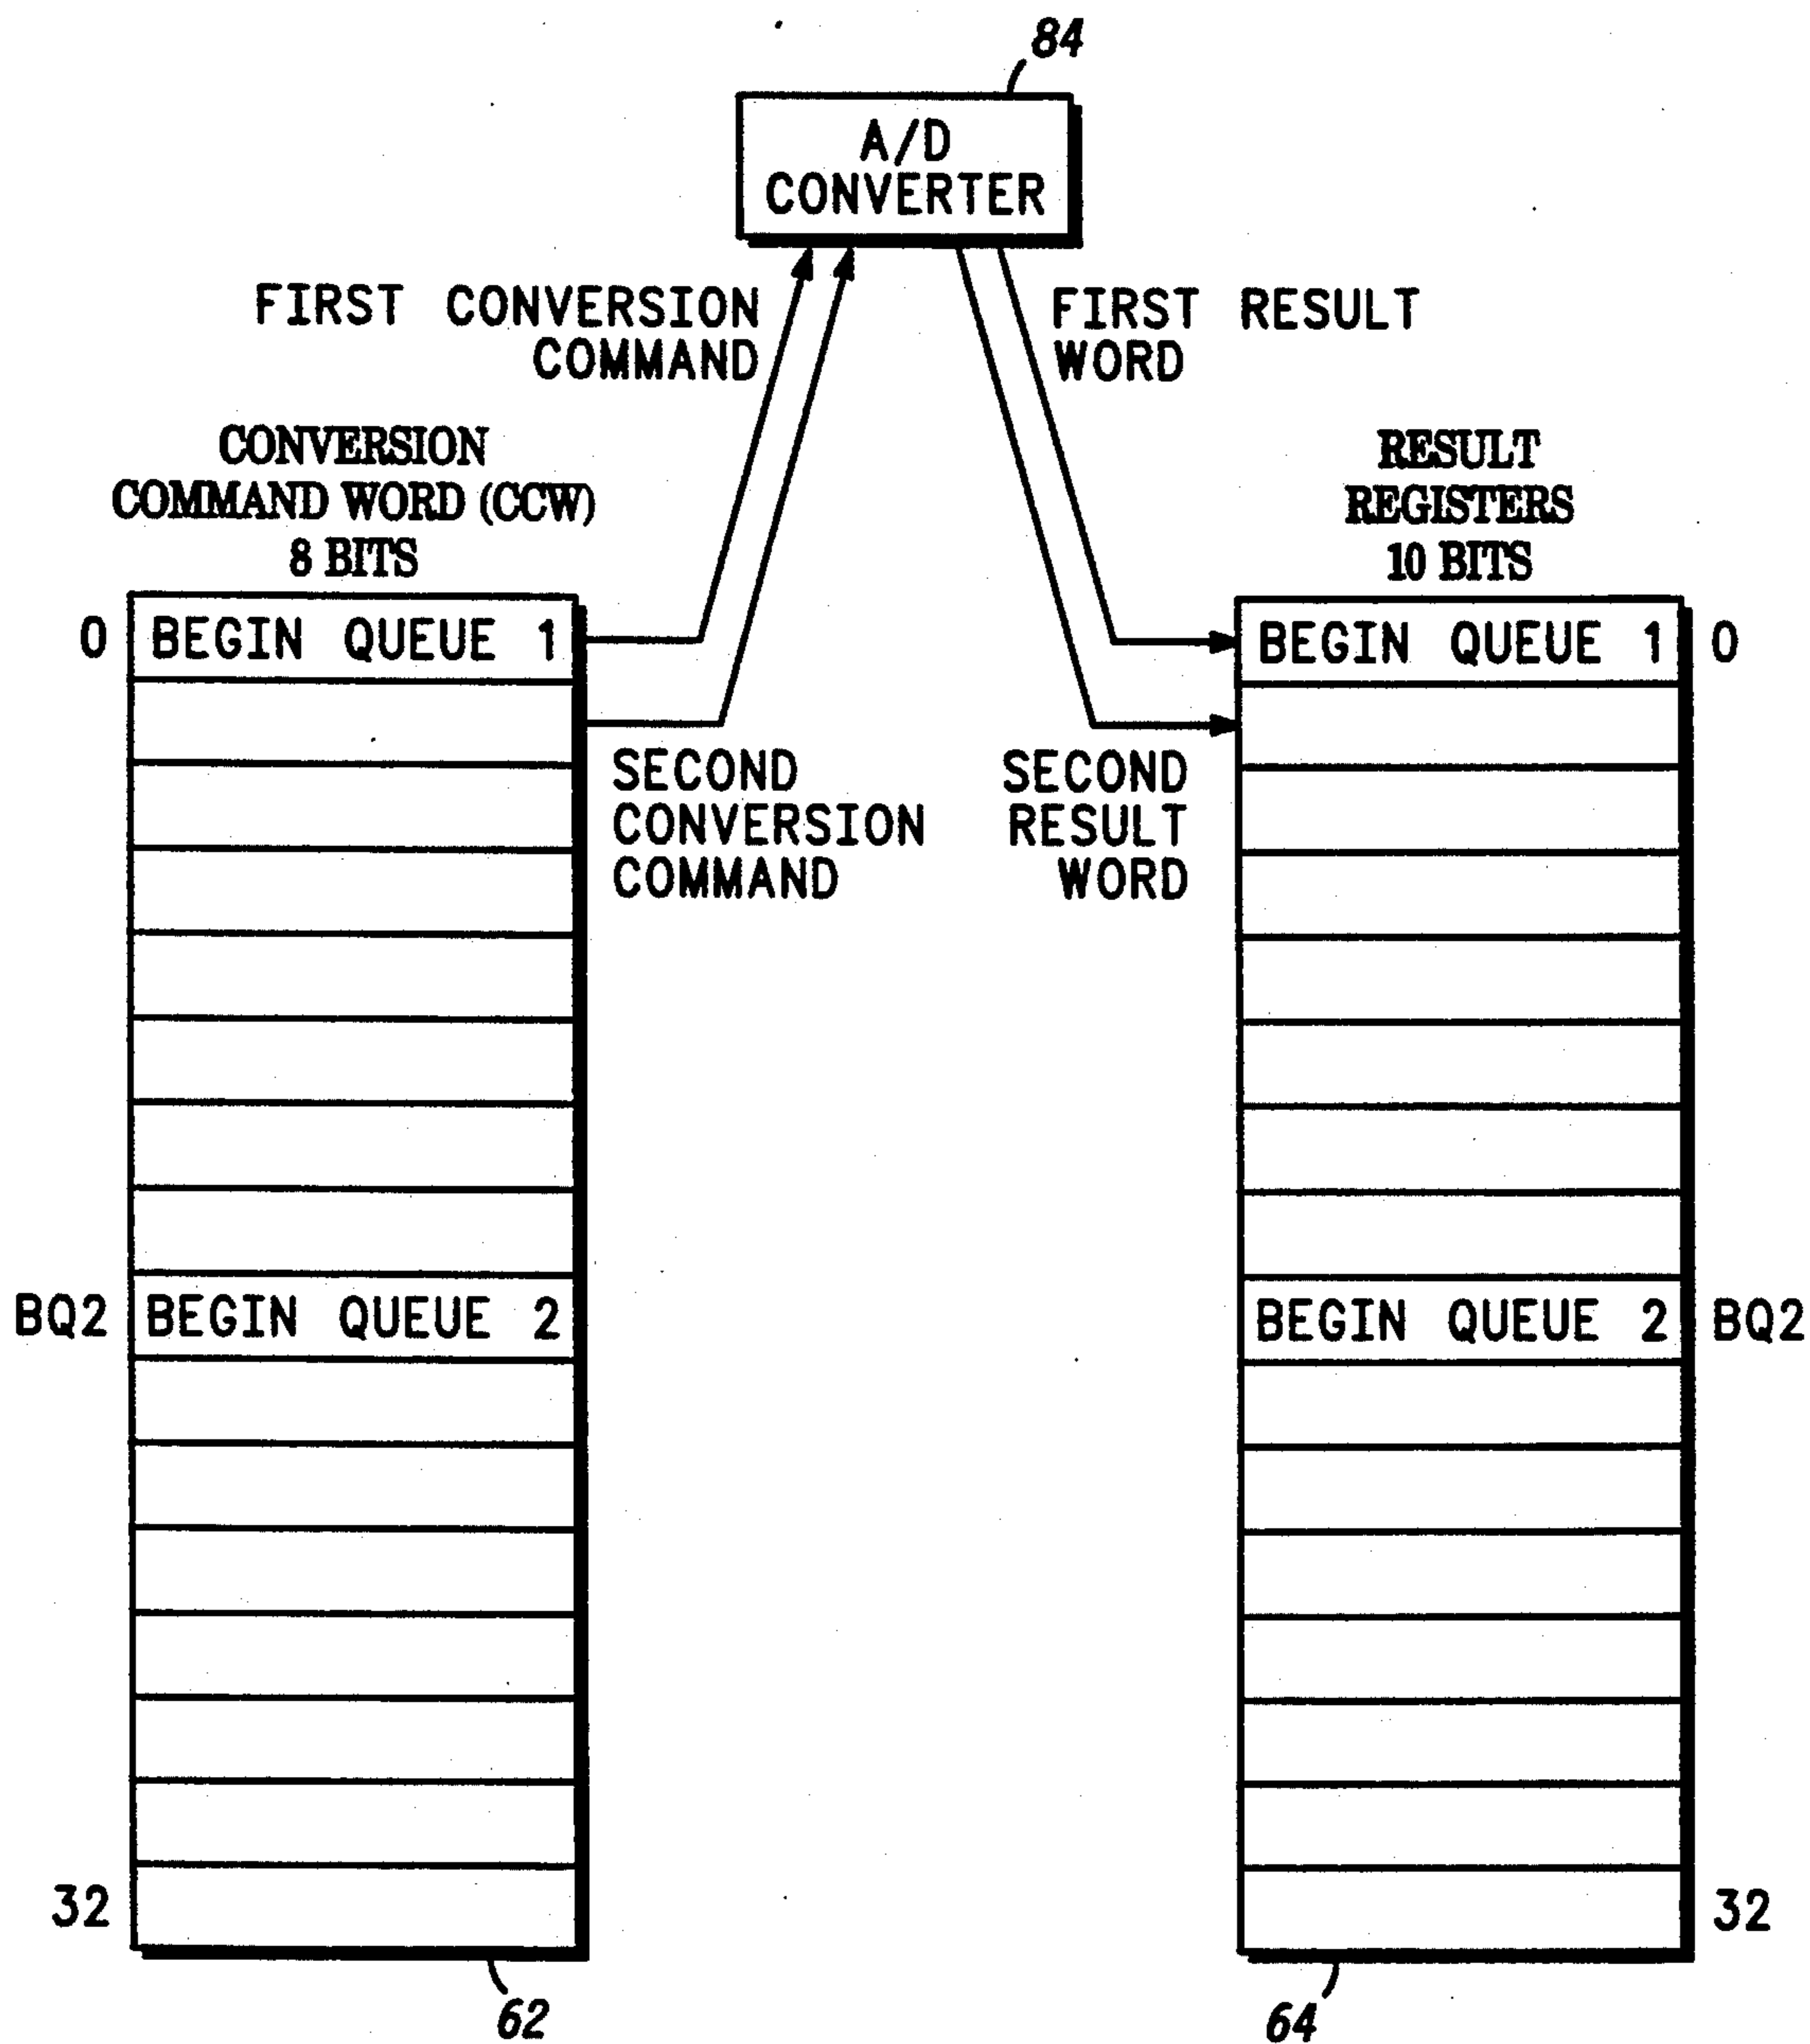 84
A/D
CONVERTER
FIRST CONVERSION
COMMAND
FIRST RESULT
WORD
CONVERSION
COMMAND WORD (CCW)
8 BITS
RESULT
REGISTERS
10 BITS
0
BEGIN QUEUE 1
BEGIN QUEUE 1
0
SECOND
CONVERSION
COMMAND
SECOND
RESULT
WORD
BQ2
BEGIN QUEUE 2
BEGIN QUEUE 2
BQ2
32
32
62
64